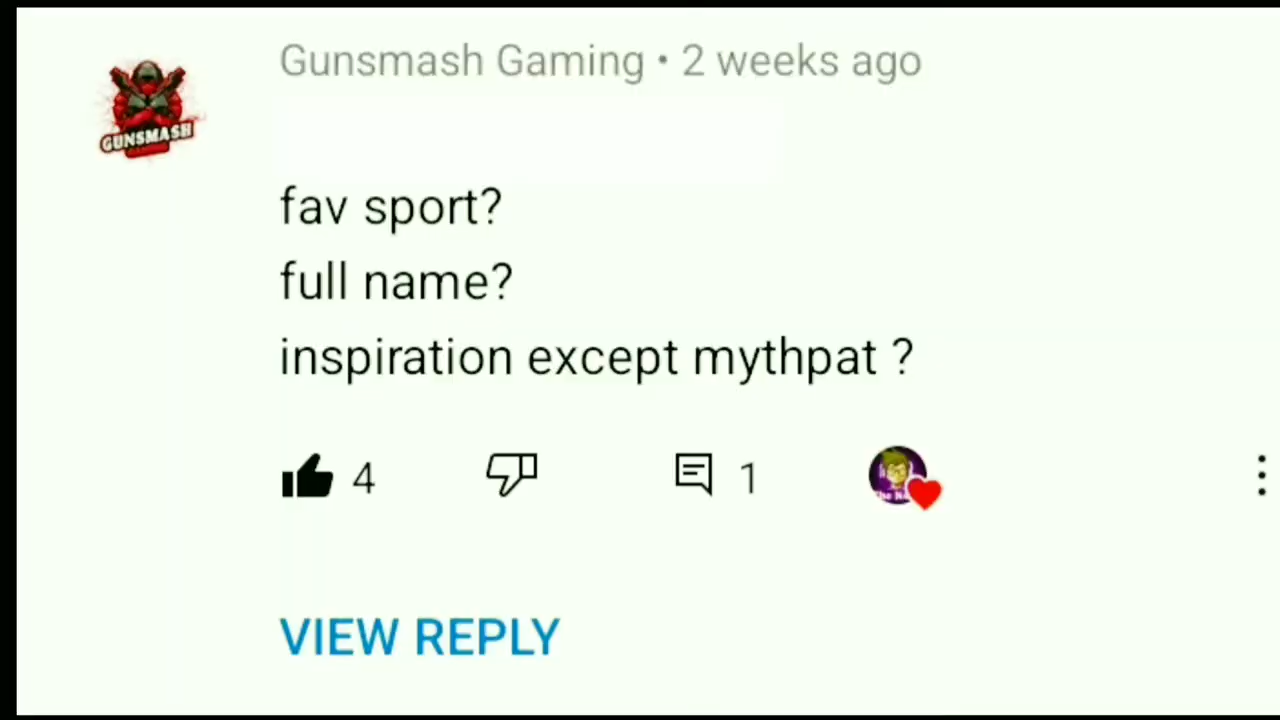 Gunsmash Gaming • 2 weeks ago
GUNSMASH
fav sport?
full name?
inspiration except mythpat ?
4
1
VIEW REPLY